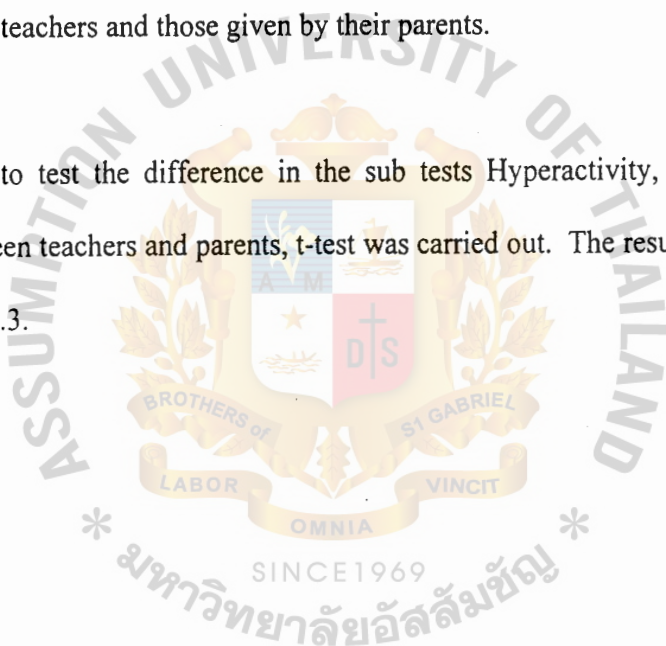 teachers and those given by their parents.
UNIVERSITY OF
to test the difference in the sub tests Hyperactivity,
een teachers and parents, t-test was carried out. The resu
.3.
ASSUMPTION
THAILAND
A M
D S
BROTHERS of
S1 GABRIEL
LABOR
VINCIT
OMNIA
* *
SINCE1969
มหาวิทยาลัยอัสสัมชัญ